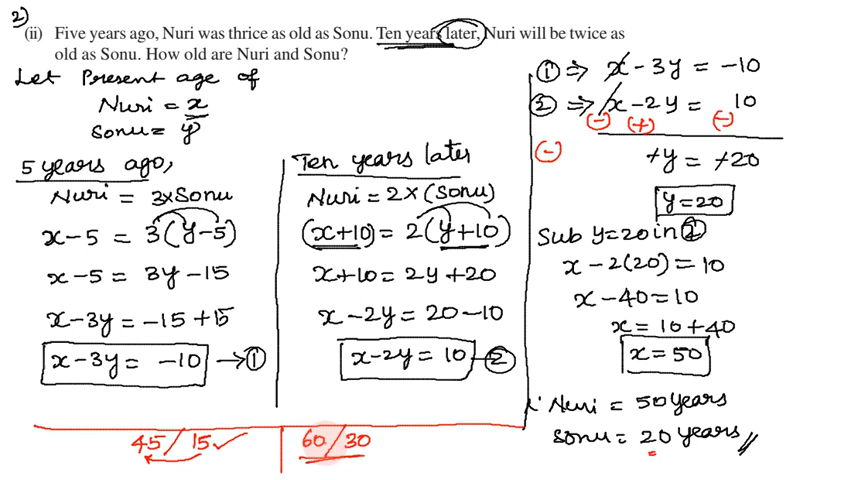 2)
(ii) Five years ago, Nuri was thrice as old as Sonu. Ten years later, Nuri will be twice as
old as Sonu. How old are Nuri and Sonu?
Let Present age of
Nuri = x
Sonu = y
5 years ago,
Nuri = 3×Sonu
x-5 = 3(y-5)
x-5 = 3y-15
x-3y = -15+15
x-3y = -10 → ①
Ten years later
Nuri = 2×(Sonu)
(x+10) = 2(y+10)
x+10 = 2y+20
x-2y = 20-10
x-2y = 10 → ②
① ⇒ x-3y = -10
② ⇒ x-2y = 10
(-) (+) (-)
(-)
+y = +20
y=20
Sub y=20 in ②
x-2(20) = 10
x-40=10
x = 10+40
x = 50
∴ Nuri = 50 years
Sonu = 20 years //
45/15 ✓
60/30